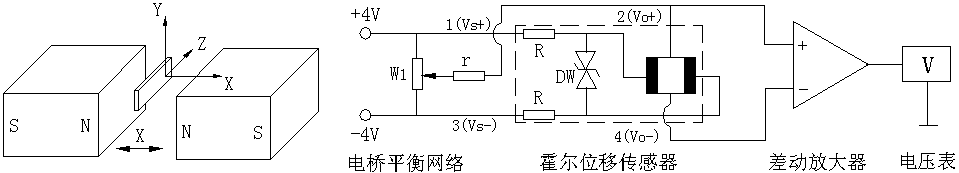 Y
Z
X
S
N
N
S
X
+4V
1(VS+)
2(VO+)
R
W1
r
DW
V
+
−
R
-4V
3(VS-)
4(VO-)
电桥平衡网络
霍尔位移传感器
差动放大器
电压表